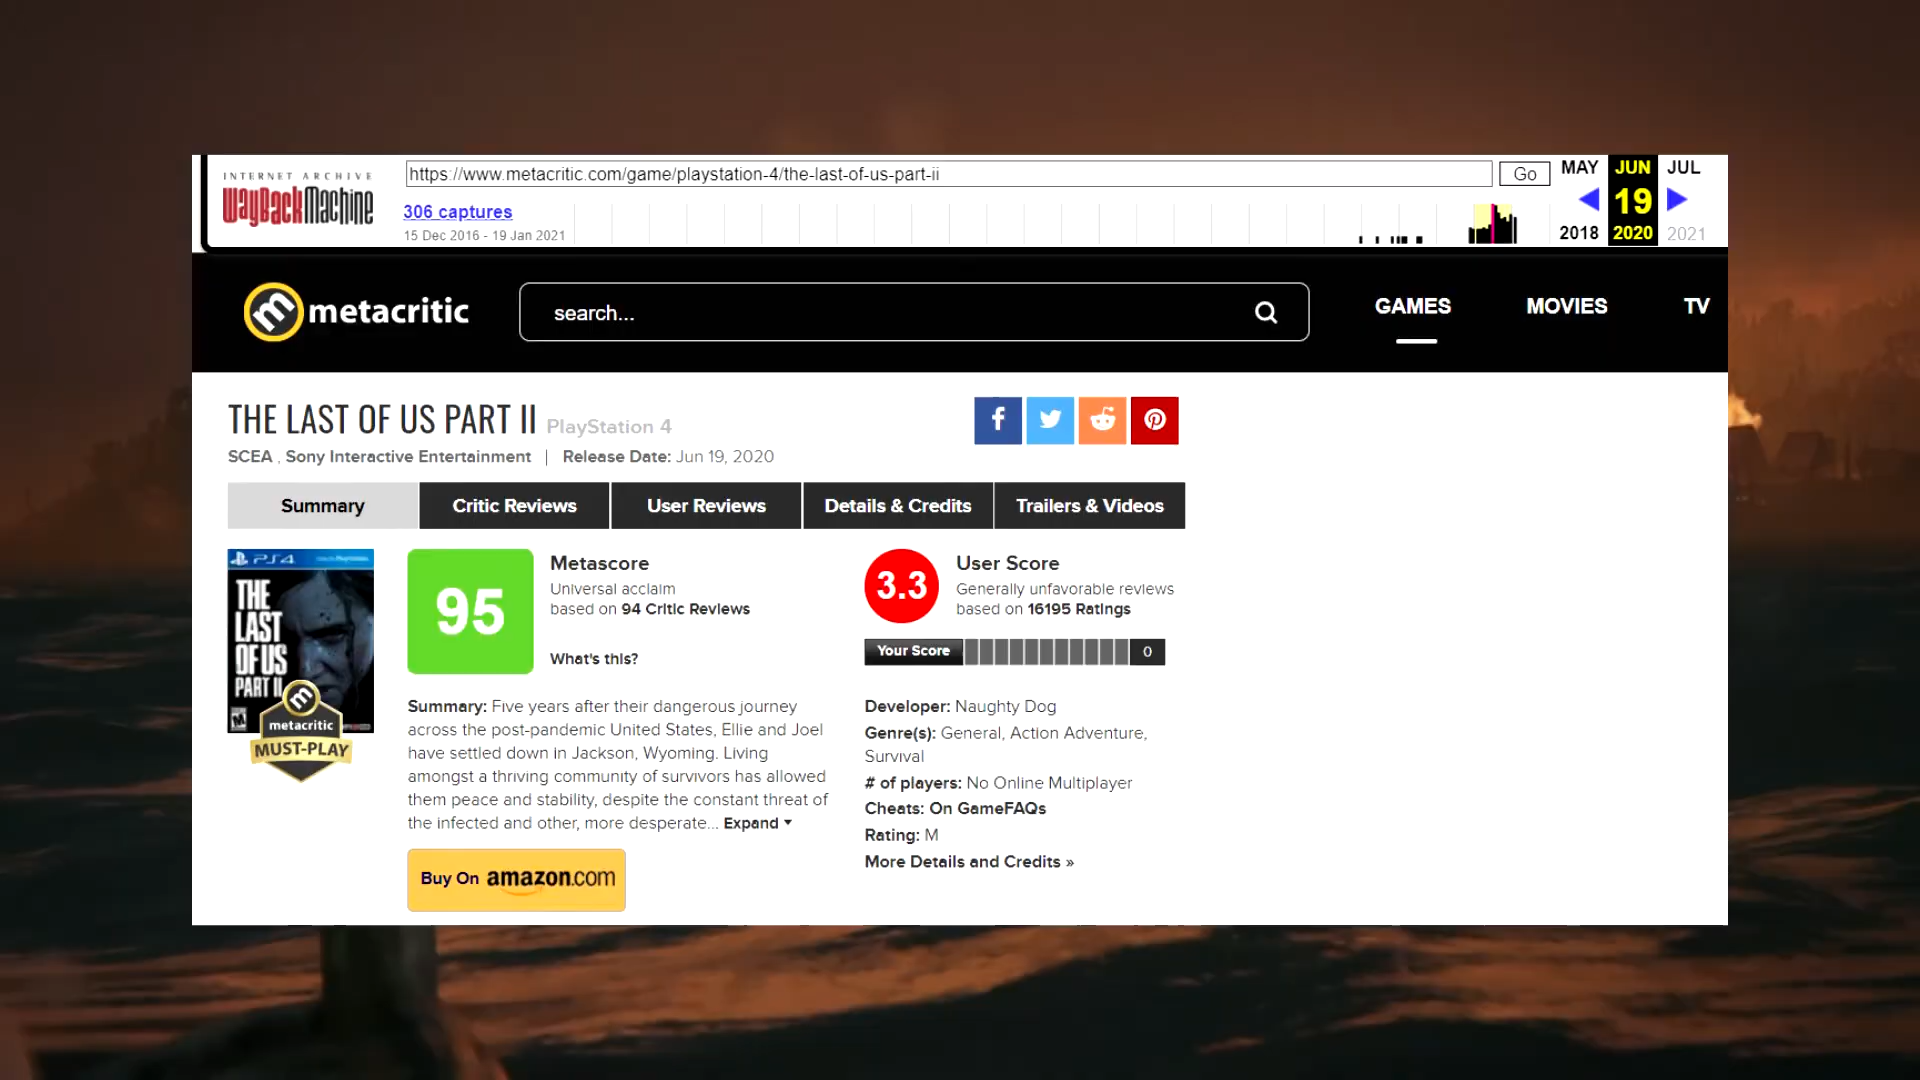 INTERNET ARCHIVE
WayBackMachine
https://www.metacritic.com/game/playstation-4/the-last-of-us-part-ii
Go
MAY JUN JUL
306 captures
19
15 Dec 2016 - 19 Jan 2021
2018 2020 2021
metacritic
search...
GAMES
MOVIES
TV
THE LAST OF US PART II PlayStation 4
SCEA , Sony Interactive Entertainment | Release Date: Jun 19, 2020
Summary
Critic Reviews
User Reviews
Details & Credits
Trailers & Videos
PS4
THE
LAST
OF US
PART II
metacritic
MUST-PLAY
95
Metascore
Universal acclaim
based on 94 Critic Reviews
What's this?
3.3
User Score
Generally unfavorable reviews
based on 16195 Ratings
Your Score
0
Summary: Five years after their dangerous journey
across the post-pandemic United States, Ellie and Joel
have settled down in Jackson, Wyoming. Living
amongst a thriving community of survivors has allowed
them peace and stability, despite the constant threat of
the infected and other, more desperate... Expand
Buy On amazon.com
Developer: Naughty Dog
Genre(s): General, Action Adventure,
Survival
# of players: No Online Multiplayer
Cheats: On GameFAQs
Rating: M
More Details and Credits »